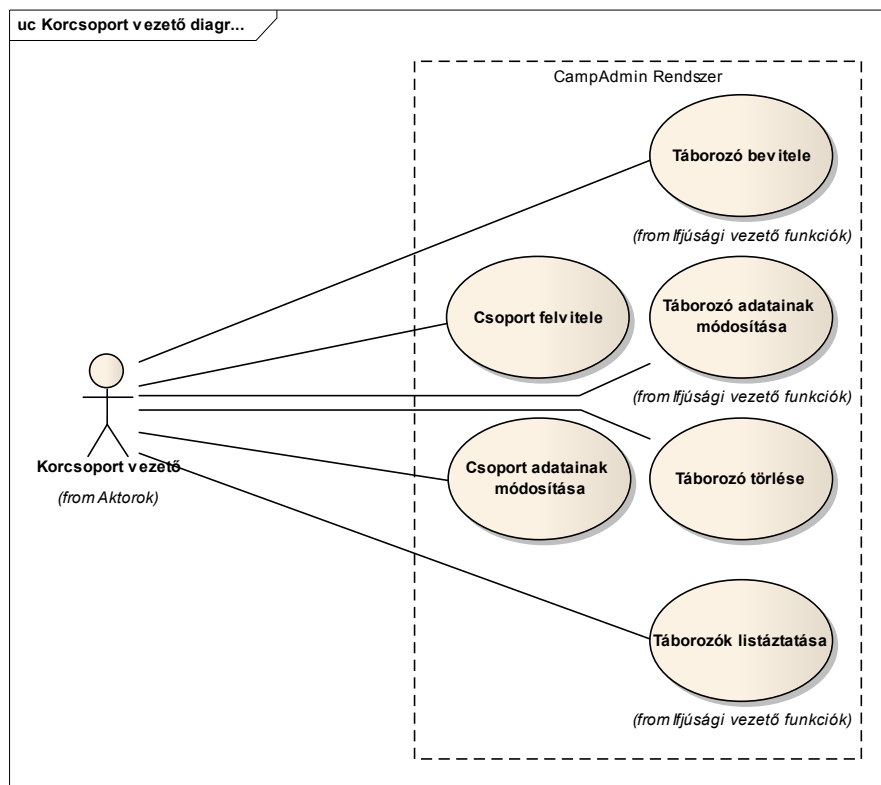 uc Korcsoport vezető diagr...
CampAdmin Rendszer
Táborozó bevitele
(from Ifjúsági vezető funkciók)
Csoport felvitele
Táborozó adatainak
módosítása
(from Ifjúsági vezető funkciók)
Korcsoport vezető
(from Aktorok)
Csoport adatainak
módosítása
Táborozó törlése
Táborozók listáztatása
(from Ifjúsági vezető funkciók)